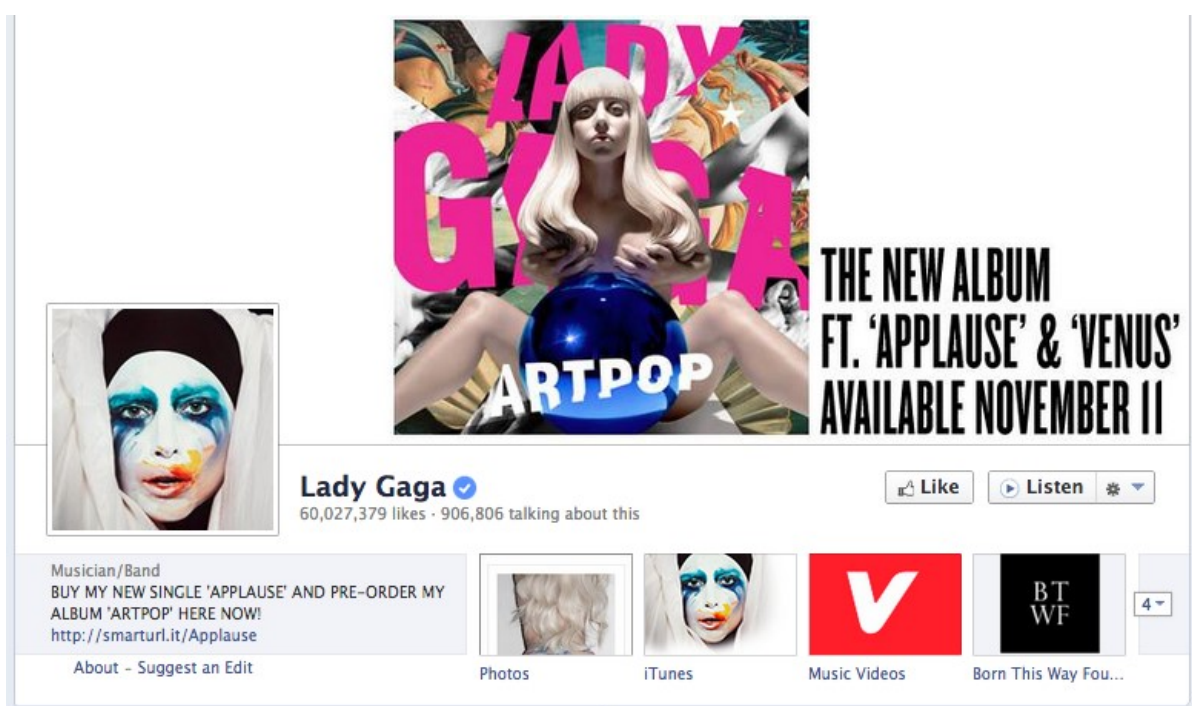 LADY
GAGA
ARTPOP
THE NEW ALBUM
FT. ‘APPLAUSE’ & ‘VENUS’
AVAILABLE NOVEMBER 11
Lady Gaga
60,027,379 likes · 906,806 talking about this
Like
Listen
Musician/Band
BUY MY NEW SINGLE 'APPLAUSE' AND PRE-ORDER MY
ALBUM 'ARTPOP' HERE NOW!
http://smarturl.it/Applause
About - Suggest an Edit
BT
WF
4
Photos
iTunes
Music Videos
Born This Way Fou...